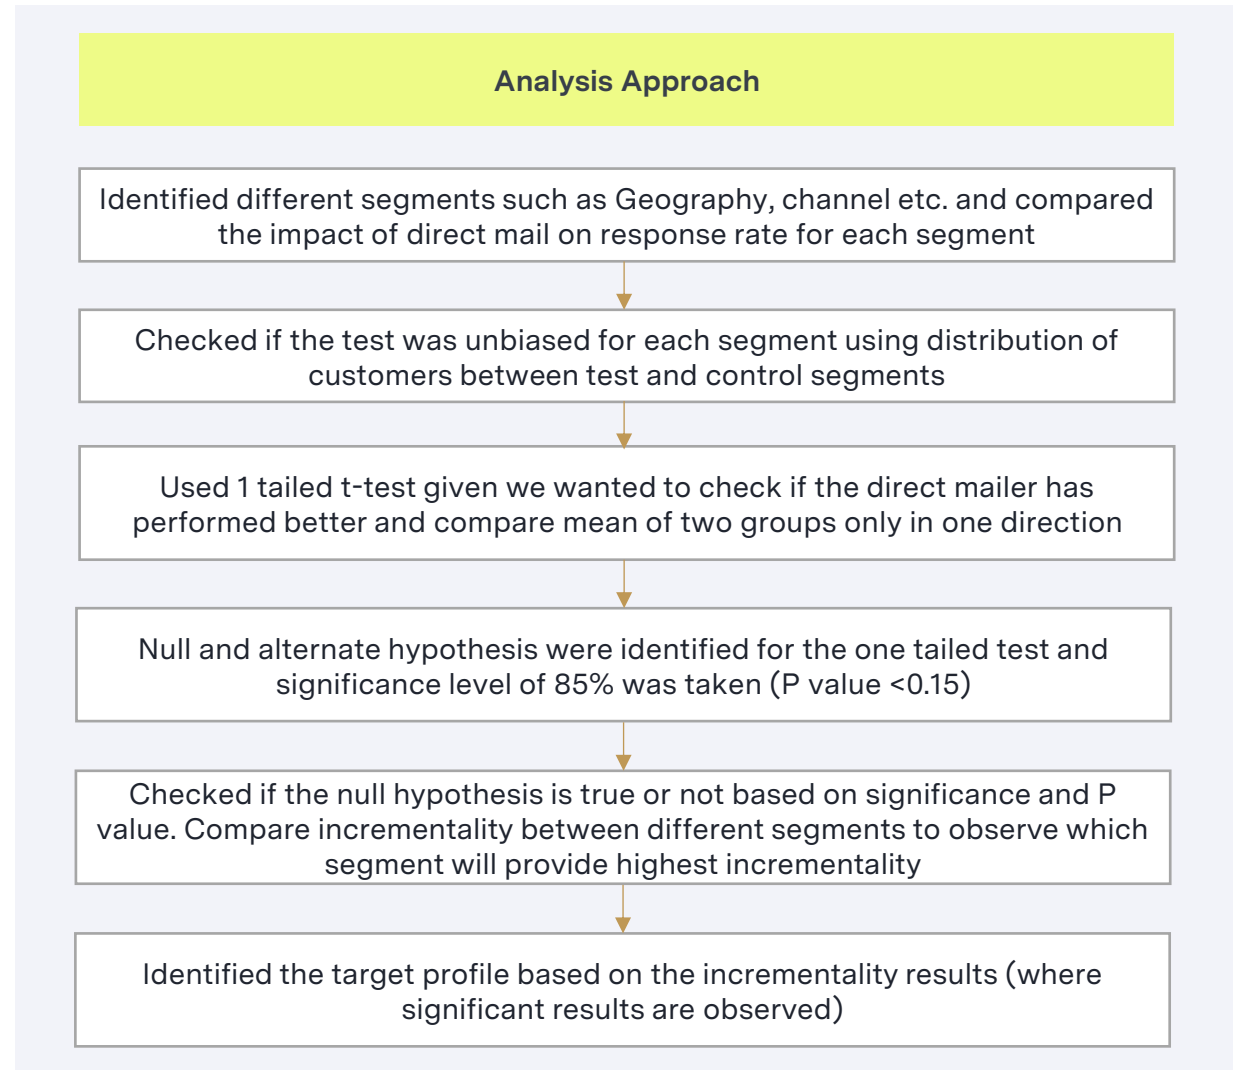 Analysis Approach
Identified different segments such as Geography, channel etc. and compared
the impact of direct mail on response rate for each segment
Checked if the test was unbiased for each segment using distribution of
customers between test and control segments
Used 1 tailed t-test given we wanted to check if the direct mailer has
performed better and compare mean of two groups only in one direction
Null and alternate hypothesis were identified for the one tailed test and
significance level of 85% was taken (P value <0.15)
Checked if the null hypothesis is true or not based on significance and P
value. Compare incrementality between different segments to observe which
segment will provide highest incrementality
Identified the target profile based on the incrementality results (where
significant results are observed)